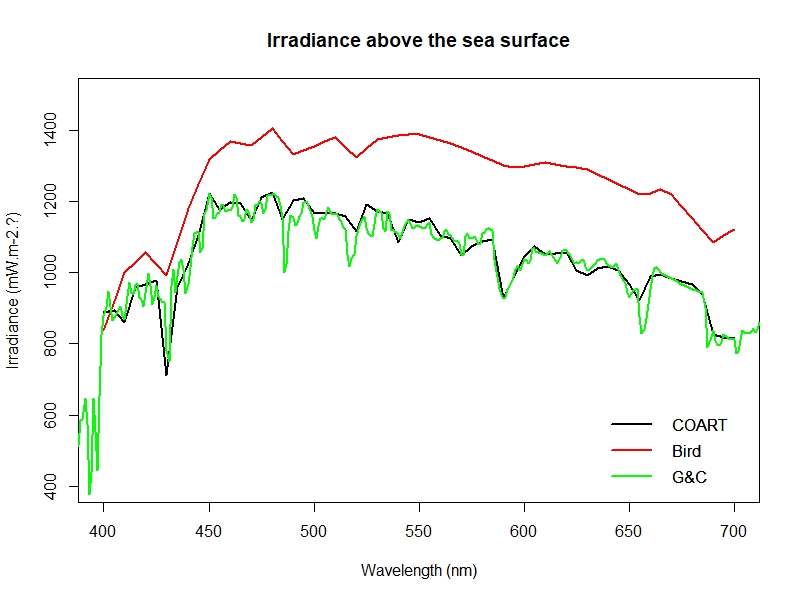 Irradiance above the sea surface
Irradiance (mW.m-2.?)
1400
1200
1000
800
600
400
COART
Bird
G&C
400 450 500 550 600 650 700
Wavelength (nm)